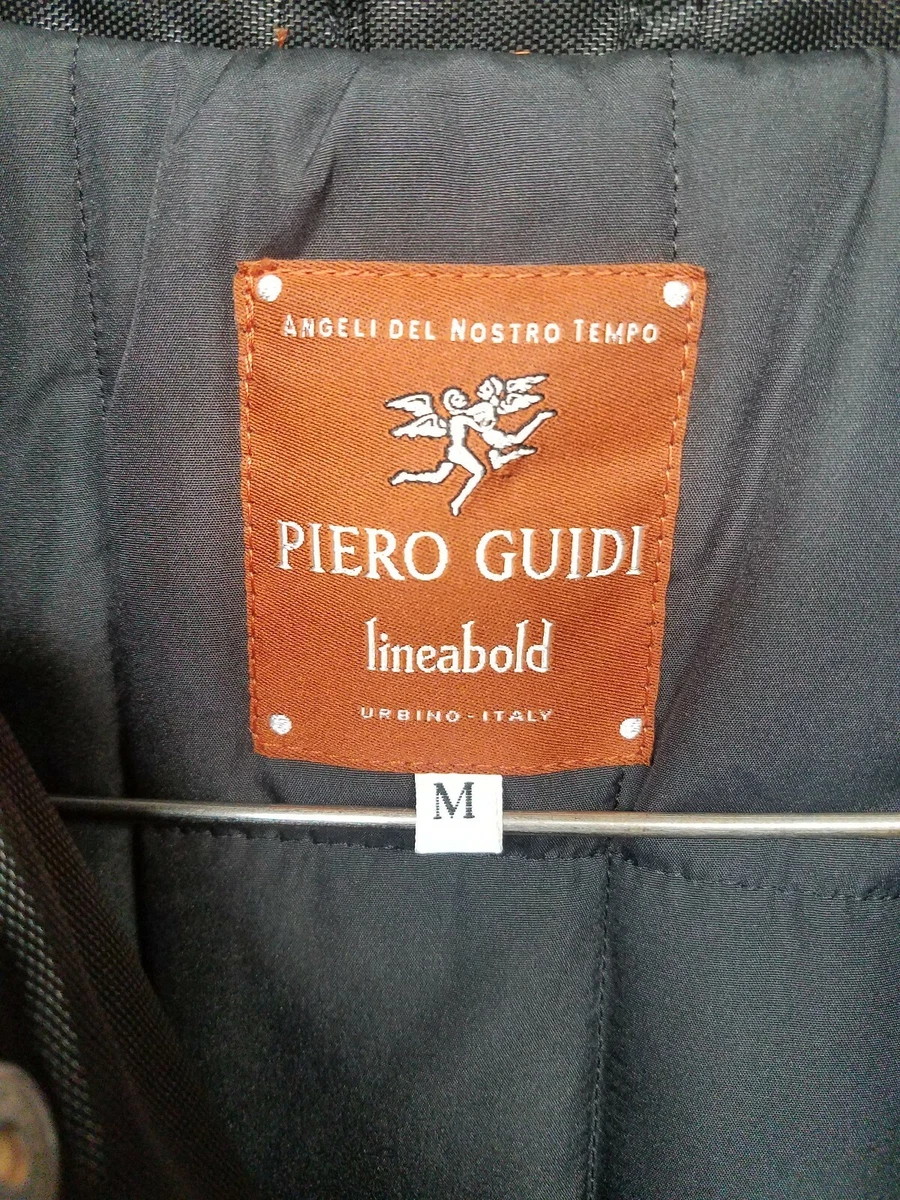 ANGELI DEL NOSTRO TEMPO
PIERO GUIDI
lineabold
URBINO - ITALY
M